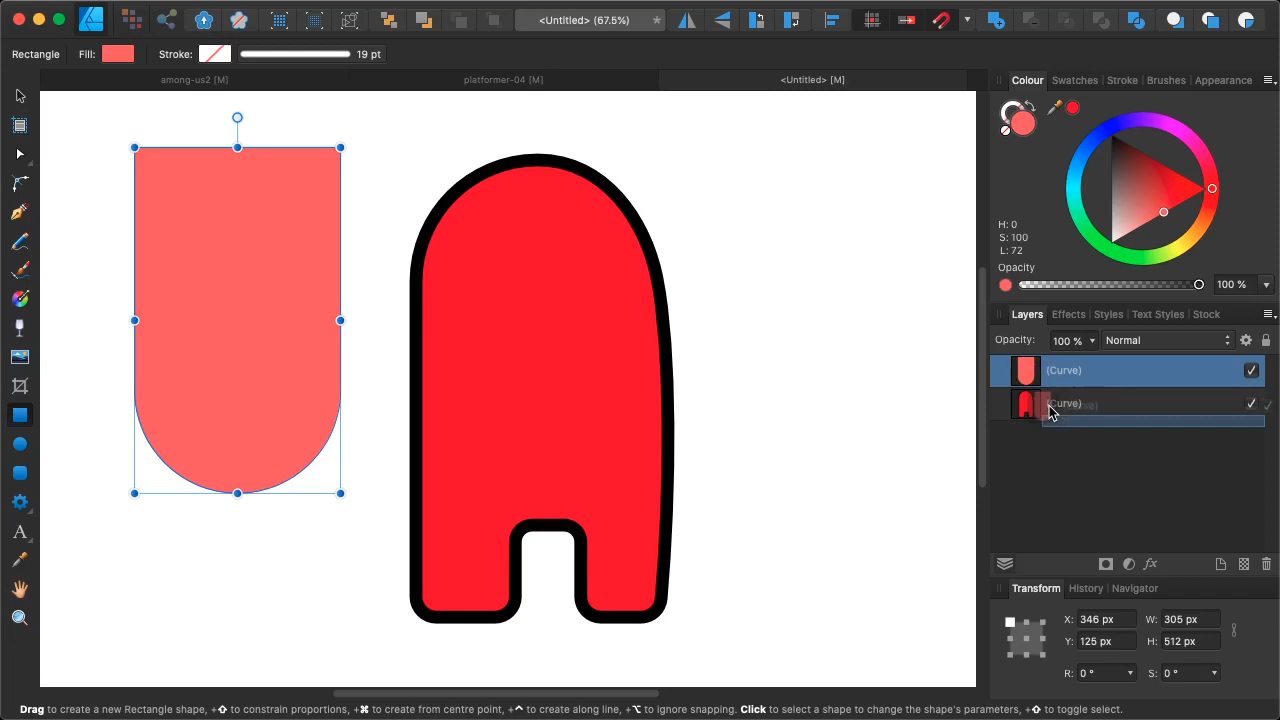 <Untitled> (67.5%) *
Rectangle Fill: Stroke: 19 pt
among-us2 [M] platformer-04 [M] <Untitled> [M]
Colour Swatches Stroke Brushes Appearance
H: 0
S: 100
L: 72
Opacity
100 %
Layers Effects Styles Text Styles Stock
Opacity: 100 % Normal
(Curve)
(Curve)
fx
Transform History Navigator
X: 346 px W: 305 px
Y: 125 px H: 512 px
R: 0 ° S: 0 °
Drag to create a new Rectangle shape, +⇧ to constrain proportions, +⌘ to create from centre point, +⌃ to create along line, +⌥ to ignore snapping. Click to select a shape to change the shape's parameters, +⇧ to toggle select.